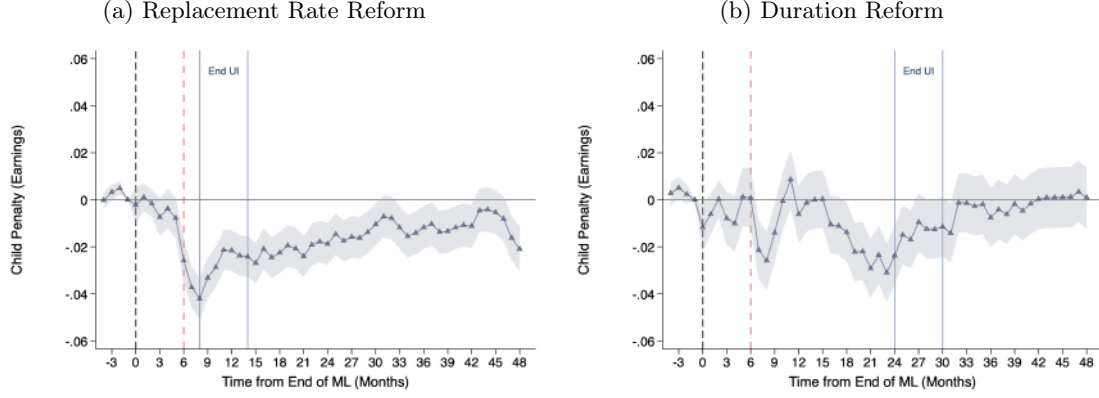 (a) Replacement Rate Reform
.06
.04
.02
0
-.02
-.04
-.06
Child Penalty (Earnings)
End UI
-3 0 3 6 9 12 15 18 21 24 27 30 33 36 39 42 45 48
Time from End of ML (Months)
(b) Duration Reform
.06
.04
.02
0
-.02
-.04
-.06
Child Penalty (Earnings)
End UI
-3 0 3 6 9 12 15 18 21 24 27 30 33 36 39 42 45 48
Time from End of ML (Months)